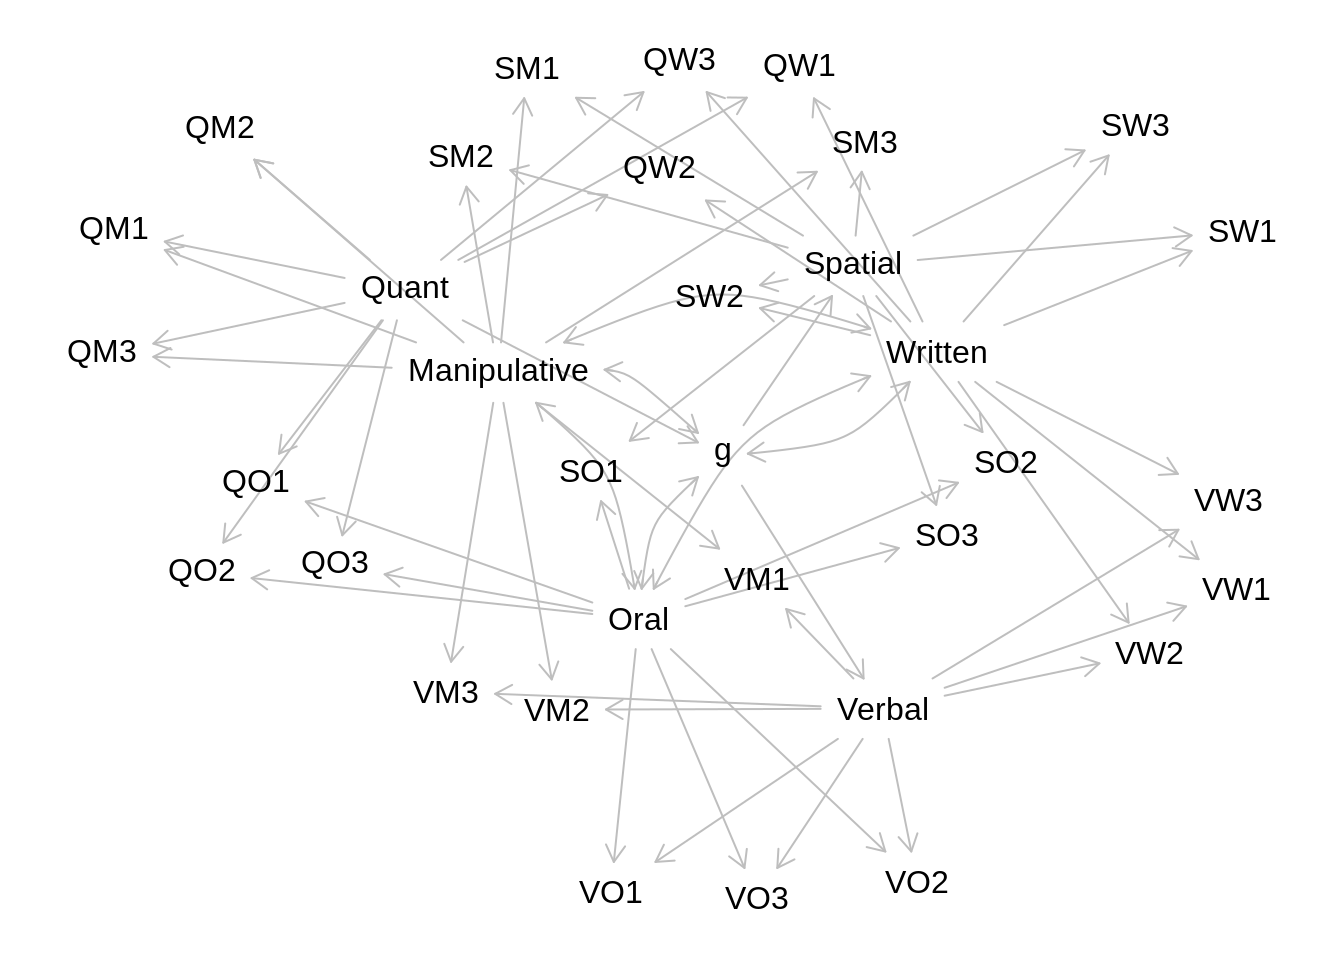 QW3
QW1
SM1
SW3
QM2
SM3
SM2
QW2
QM1
SW1
Spatial
Quant
SW2
QM3
Written
Manipulative
g
SO2
SO1
QO1
VW3
SO3
QO3
QO2
VM1
VW1
Oral
VW2
VM3
Verbal
VM2
VO2
VO1
VO3